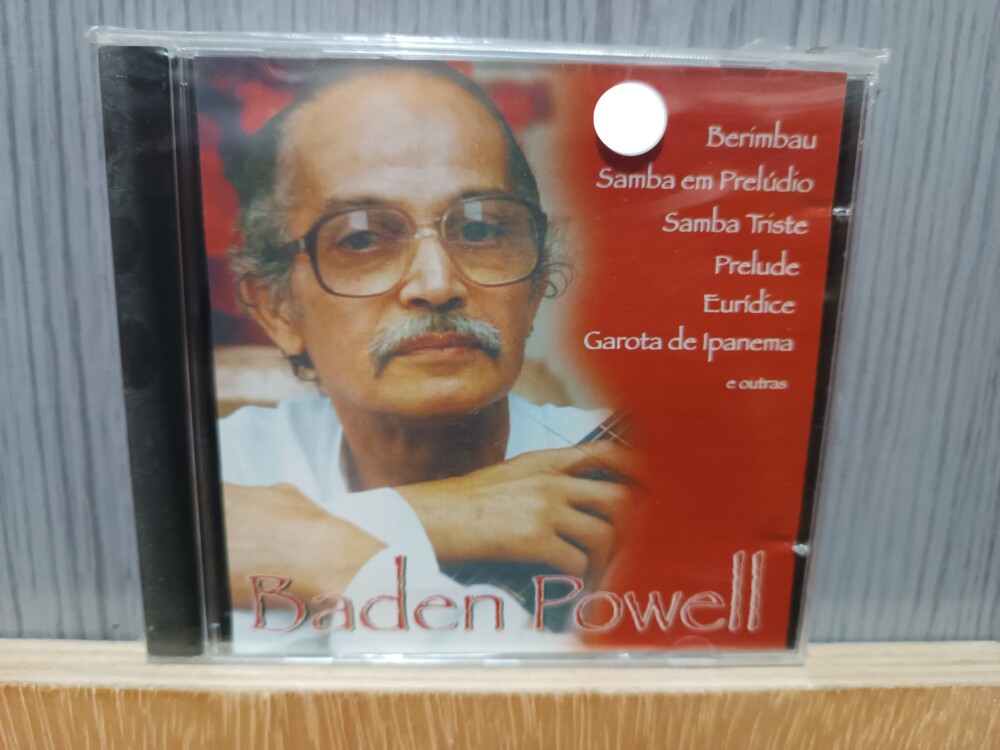 Berimbau
Samba em Prelúdio
Samba Triste
Prelude
Eurídice
Garota de Ipanema
e outras
Baden Powell